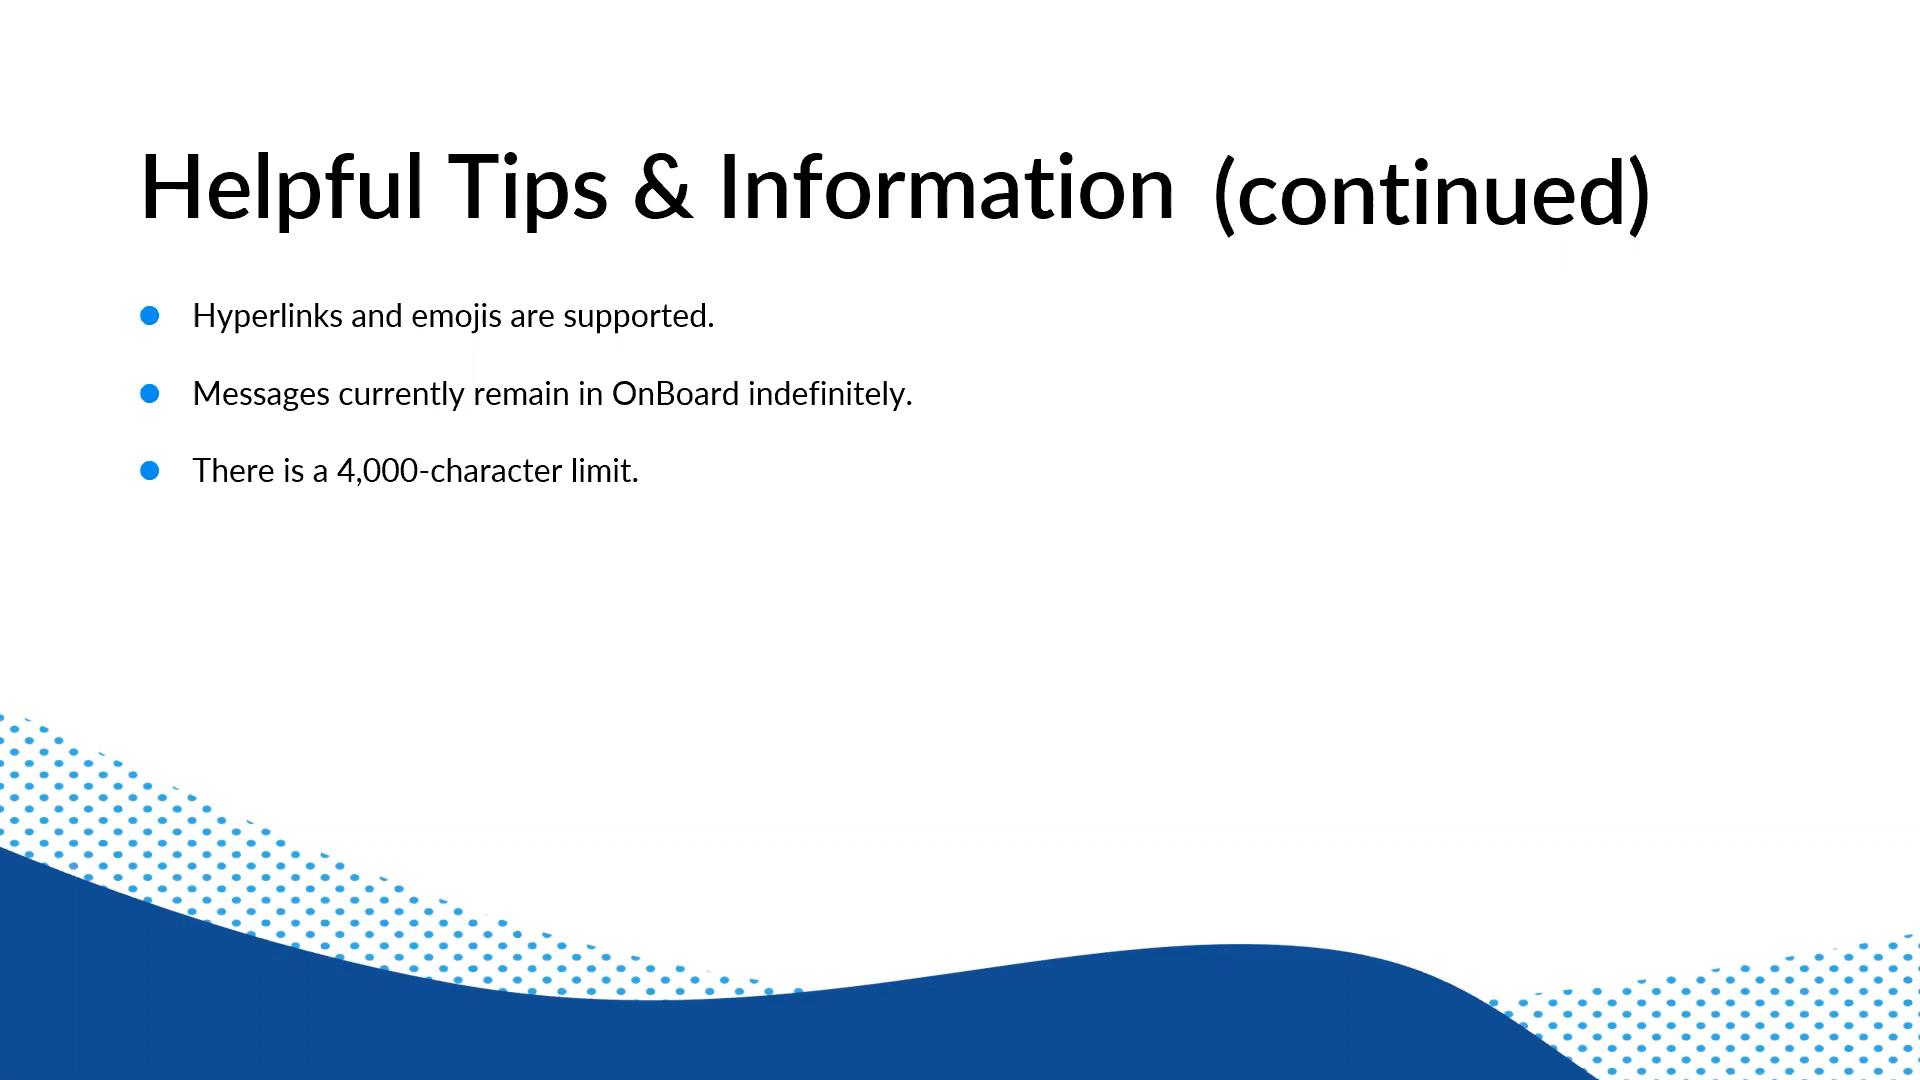 Helpful Tips & Information (continued)
Hyperlinks and emojis are supported.
Messages currently remain in OnBoard indefinitely.
There is a 4,000-character limit.